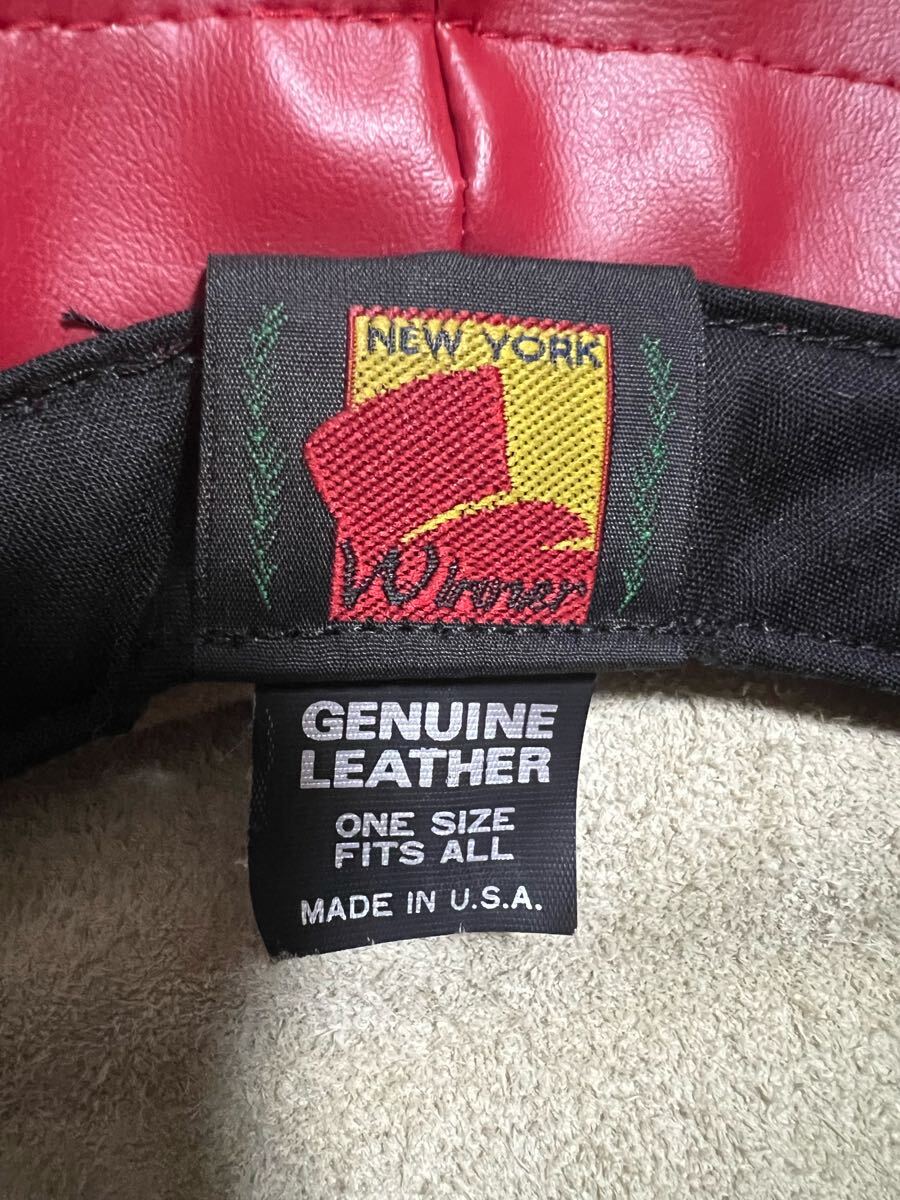 NEW YORK
Winner
GENUINE
LEATHER
ONE SIZE
FITS ALL
MADE IN U.S.A.